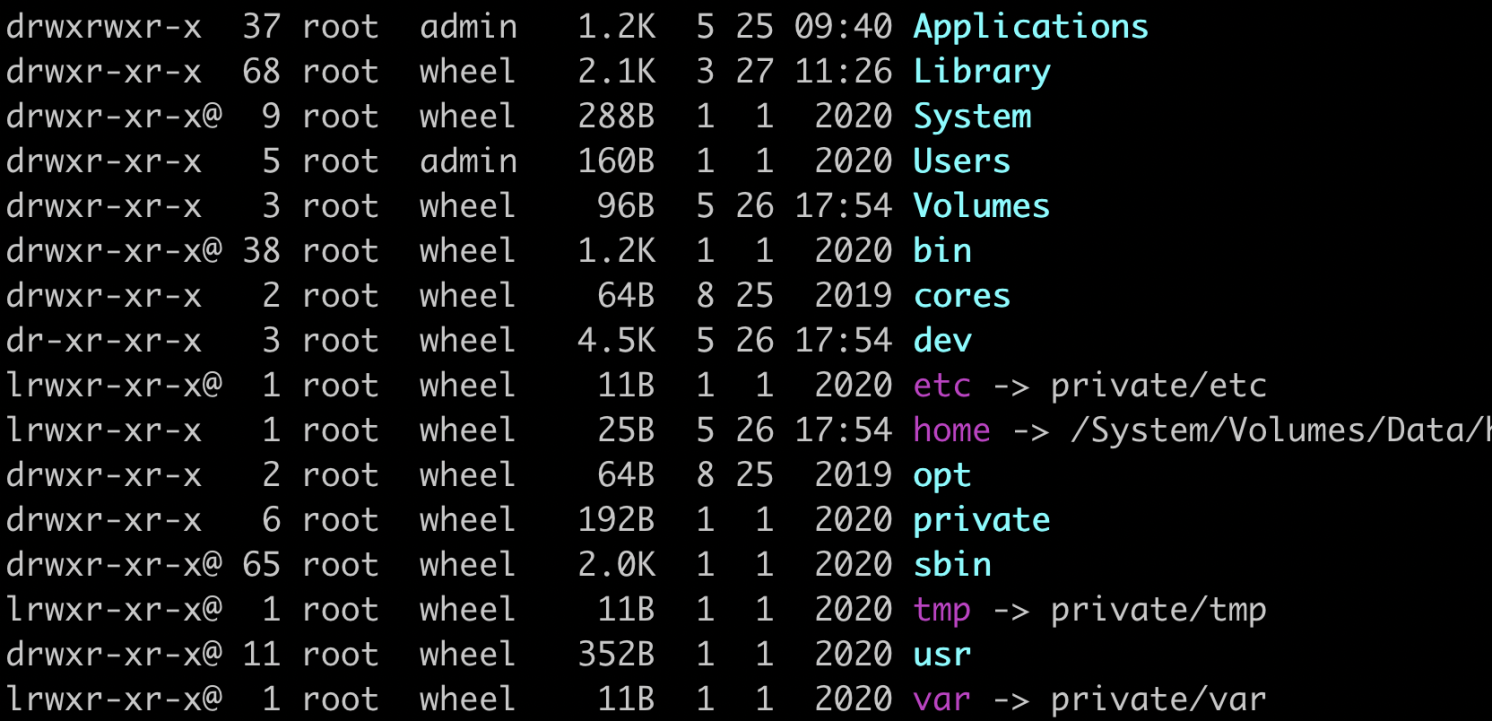 drwxrwxr-x  37 root  admin   1.2K  5 25 09:40 Applications
drwxr-xr-x  68 root  wheel   2.1K  3 27 11:26 Library
drwxr-xr-x@  9 root  wheel   288B  1  1  2020 System
drwxr-xr-x   5 root  admin   160B  1  1  2020 Users
drwxr-xr-x   3 root  wheel    96B  5 26 17:54 Volumes
drwxr-xr-x@ 38 root  wheel   1.2K  1  1  2020 bin
drwxr-xr-x   2 root  wheel    64B  8 25  2019 cores
dr-xr-xr-x   3 root  wheel   4.5K  5 26 17:54 dev
lrwxr-xr-x@  1 root  wheel    11B  1  1  2020 etc -> private/etc
lrwxr-xr-x   1 root  wheel    25B  5 26 17:54 home -> /System/Volumes/Data/
drwxr-xr-x   2 root  wheel    64B  8 25  2019 opt
drwxr-xr-x   6 root  wheel   192B  1  1  2020 private
drwxr-xr-x@ 65 root  wheel   2.0K  1  1  2020 sbin
lrwxr-xr-x@  1 root  wheel    11B  1  1  2020 tmp -> private/tmp
drwxr-xr-x@ 11 root  wheel   352B  1  1  2020 usr
lrwxr-xr-x@  1 root  wheel    11B  1  1  2020 var -> private/var